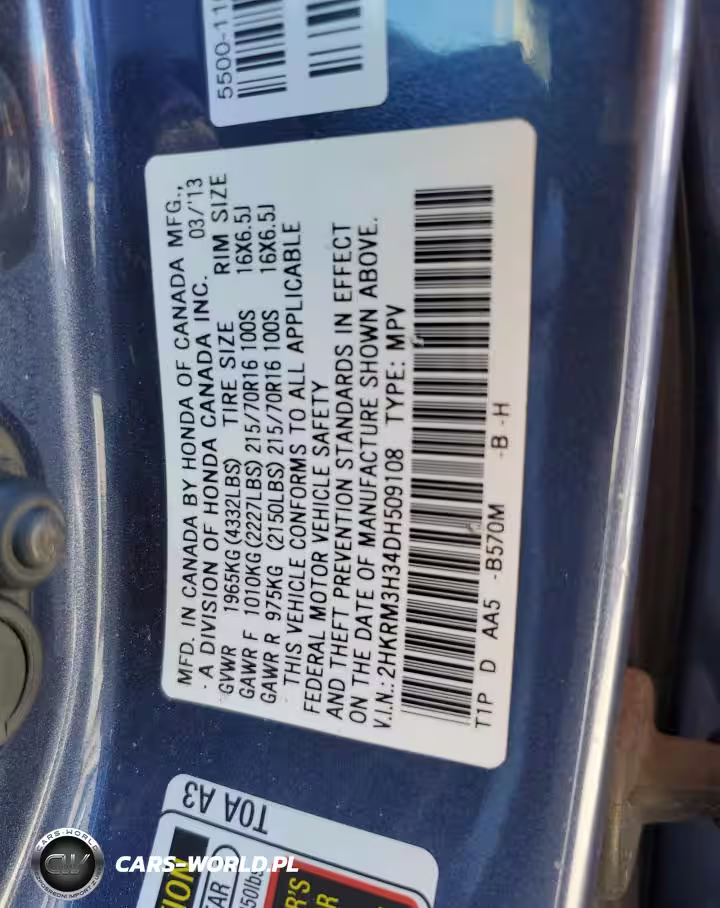 5500-11
MFD. IN CANADA BY HONDA OF CANADA MFG.,
- A DIVISION OF HONDA CANADA INC. 03/'13
GVWR 1965KG (4332LBS) TIRE SIZE RIM SIZE
GAWR F 1010KG (2227LBS) 215/70R16 100S 16X6.5J
GAWR R 975KG (2150LBS) 215/70R16 100S 16X6.5J
THIS VEHICLE CONFORMS TO ALL APPLICABLE
FEDERAL MOTOR VEHICLE SAFETY
AND THEFT PREVENTION STANDARDS IN EFFECT
ON THE DATE OF MANUFACTURE SHOWN ABOVE.
V.I.N.:2HKRM3H34DH509108 TYPE: MPV
T1P D AA5 -B570M -B -H
T0A A3
CARS-WORLD
CW
CARS-WORLD.PL